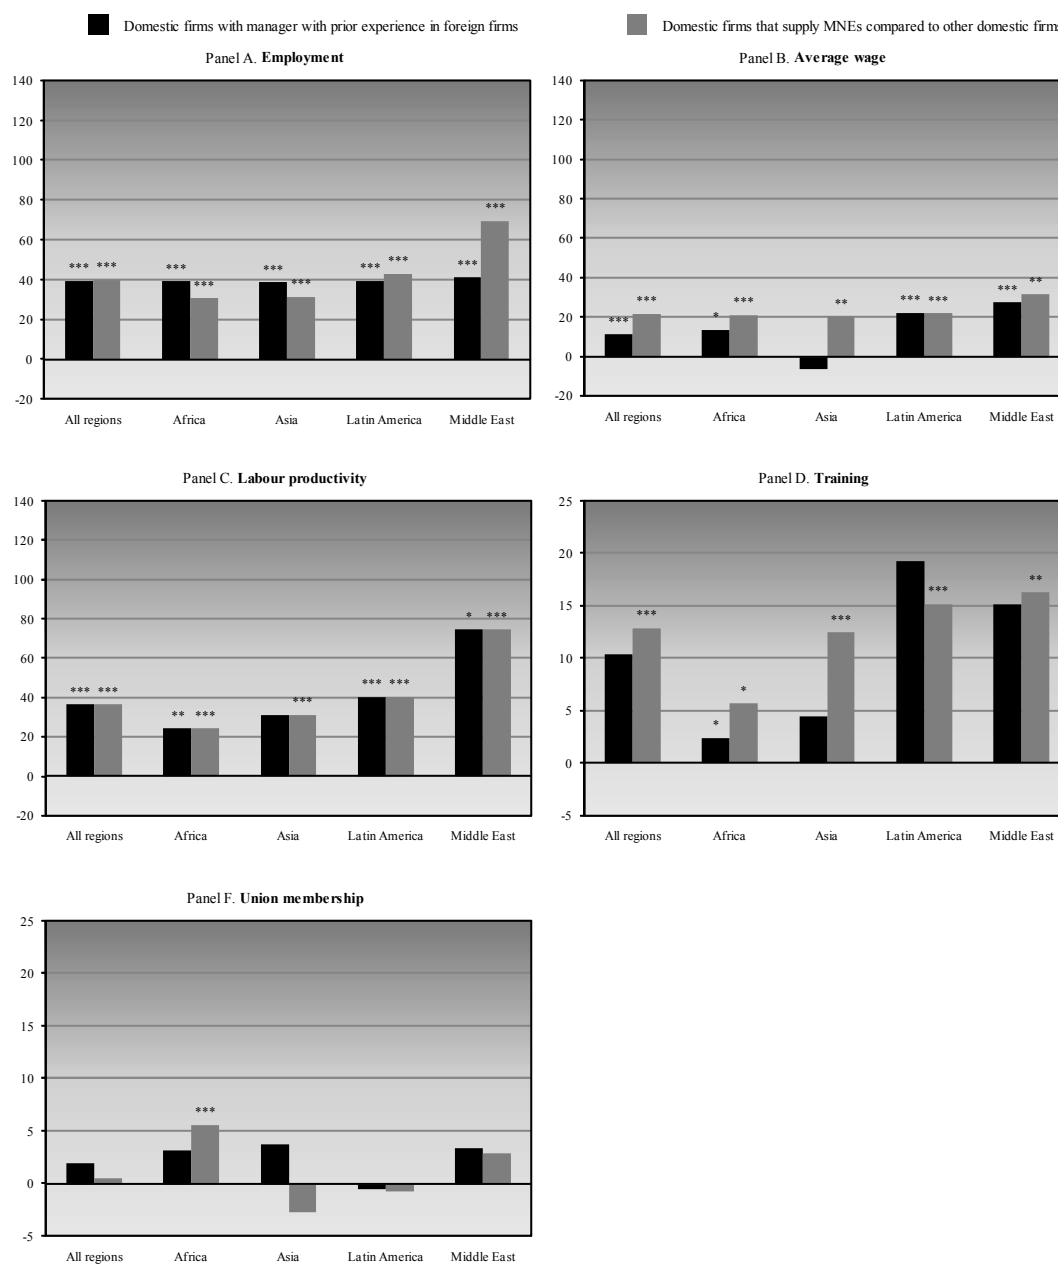 Domestic firms with manager with prior experience in foreign firms
Domestic firms that supply MNEs compared to other domestic firms
Panel A. Employment
140
120
100
80
60
40
20
0
-20
*** *** *** *** *** *** *** *** *** ***
All regions Africa Asia Latin America Middle East
Panel B. Average wage
140
120
100
80
60
40
20
0
-20
*** *** * *** ** *** *** *** **
All regions Africa Asia Latin America Middle East
Panel C. Labour productivity
140
120
100
80
60
40
20
0
-20
*** *** ** *** *** *** *** * ***
All regions Africa Asia Latin America Middle East
Panel D. Training
25
20
15
10
5
0
-5
*** * * *** *** **
All regions Africa Asia Latin America Middle East
Panel F. Union membership
25
20
15
10
5
0
-5
***
All regions Africa Asia Latin America Middle East